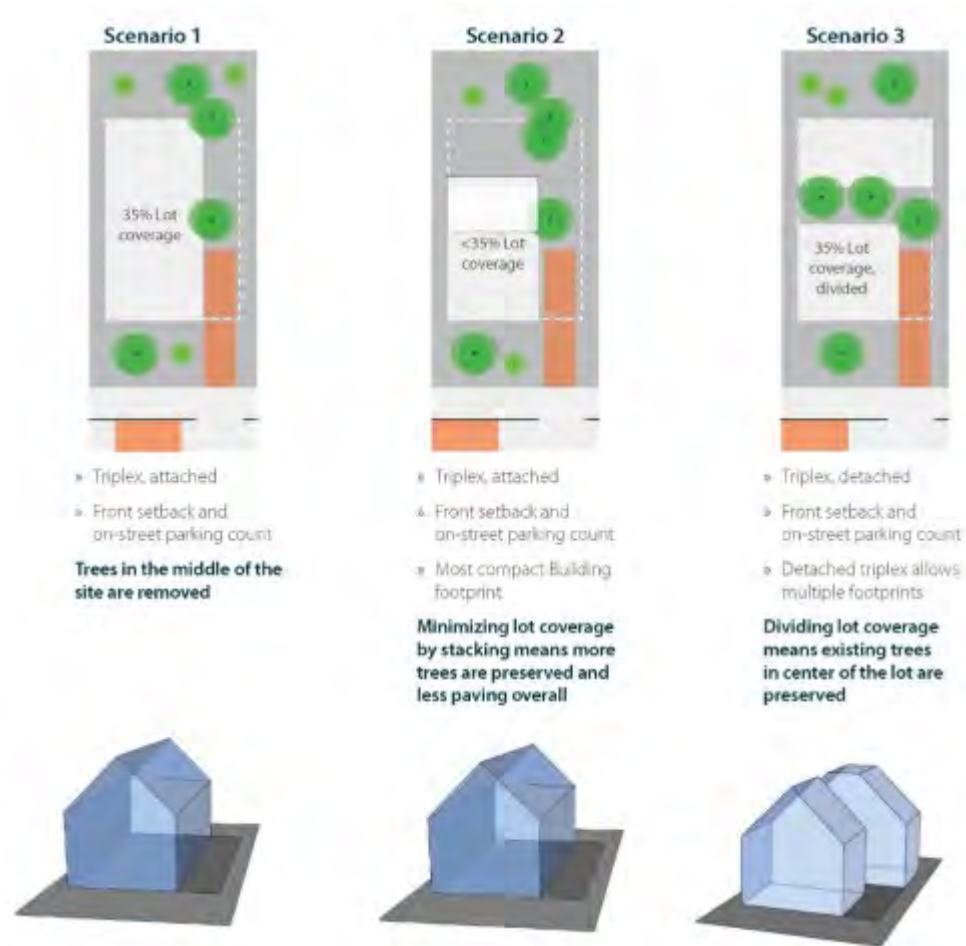 Scenario 1
35% Lot
coverage
» Triplex, attached
» Front setback and
on-street parking count
Trees in the middle of the
site are removed
Scenario 2
<35% Lot
coverage
» Triplex, attached
» Front setback and
on-street parking count
» Most compact Building
footprint
Minimizing lot coverage
by stacking means more
trees are preserved and
less paving overall
Scenario 3
35% Lot
coverage,
divided
» Triplex, detached
» Front setback and
on-street parking count
» Detached triplex allows
multiple footprints
Dividing lot coverage
means existing trees
in center of the lot are
preserved